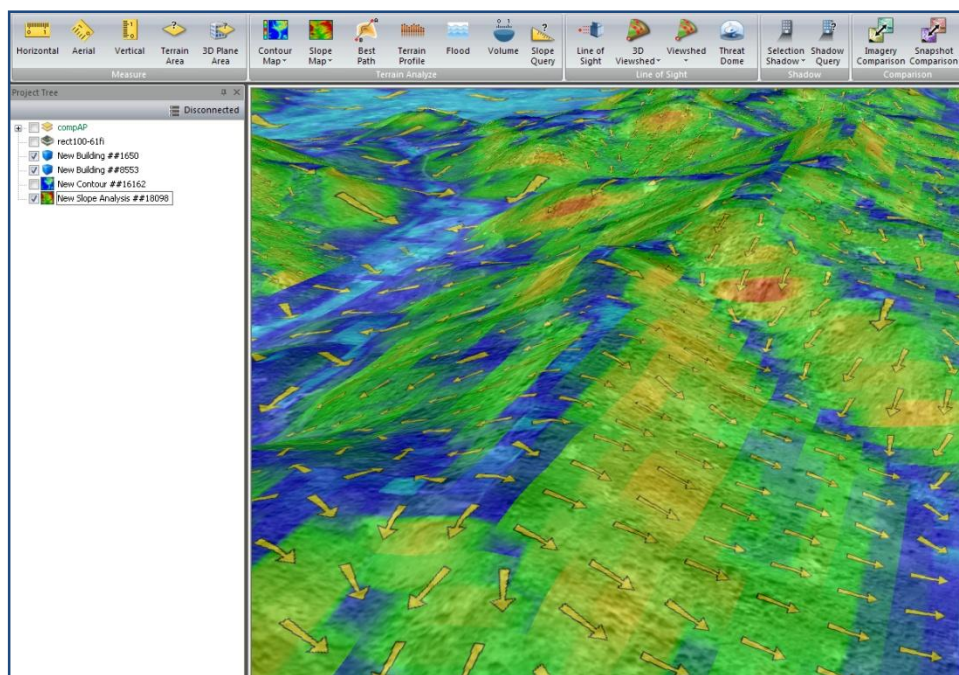 Horizontal Aerial Vertical Terrain Area 3D Plane Area
Measure
Contour Map Slope Map Best Path Terrain Profile Flood Volume Slope Query
Terrain Analyze
Line of Sight 3D Viewshed Viewshed Threat Dome
Line of Sight
Selection Shadow Shadow Query
Shadow
Imagery Comparison Snapshot Comparison
Comparison
Project Tree
Disconnected
compAP
rect100-61fi
New Building ##1650
New Building ##8553
New Contour ##16162
New Slope Analysis ##18098